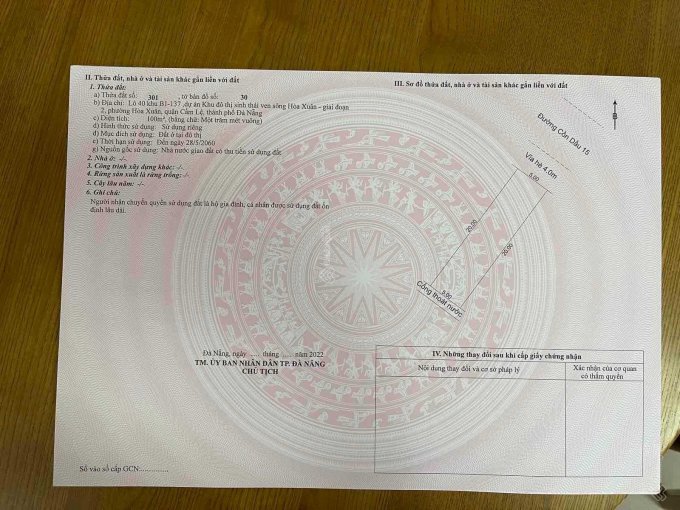 II. Thửa đất, nhà ở và tài sản khác gắn liền với đất
1. Thửa đất:
a) Thửa đất số: 301 , tờ bản đồ số: 30
b) Địa chỉ: Lô 40 khu B1-137 ,dự án Khu đô thị sinh thái ven sông Hòa Xuân - giai đoạn
2, phường Hòa Xuân, quận Cẩm Lệ, thành phố Đà Nẵng
c) Diện tích: 100m², (bằng chữ: Một trăm mét vuông)
d) Hình thức sử dụng: Sử dụng riêng
đ) Mục đích sử dụng: Đất ở tại đô thị
e) Thời hạn sử dụng: Đến ngày 28/5/2060
g) Nguồn gốc sử dụng: Nhà nước giao đất có thu tiền sử dụng đất
2. Nhà ở: -/-
3. Công trình xây dựng khác: -/-
4. Rừng sản xuất là rừng trồng: -/-
5. Cây lâu năm: -/-
6. Ghi chú:
Người nhận chuyển quyền sử dụng đất là hộ gia đình, cá nhân được sử dụng đất ổn
định lâu dài.
Đà Nẵng, ngày ..... tháng ..... năm 2022
TM. ỦY BAN NHÂN DÂN TP. ĐÀ NẴNG
CHỦ TỊCH
Số vào sổ cấp GCN:..............
III. Sơ đồ thửa đất, nhà ở và tài sản khác gắn liền với đất
B
Đường Cồn Dầu 15
Vỉa hè 4.0m
5.00
20.00
20.00
5.00
Cống thoát nước
IV. Những thay đổi sau khi cấp giấy chứng nhận
Nội dung thay đổi và cơ sở pháp lý
Xác nhận của cơ quan
có thẩm quyền